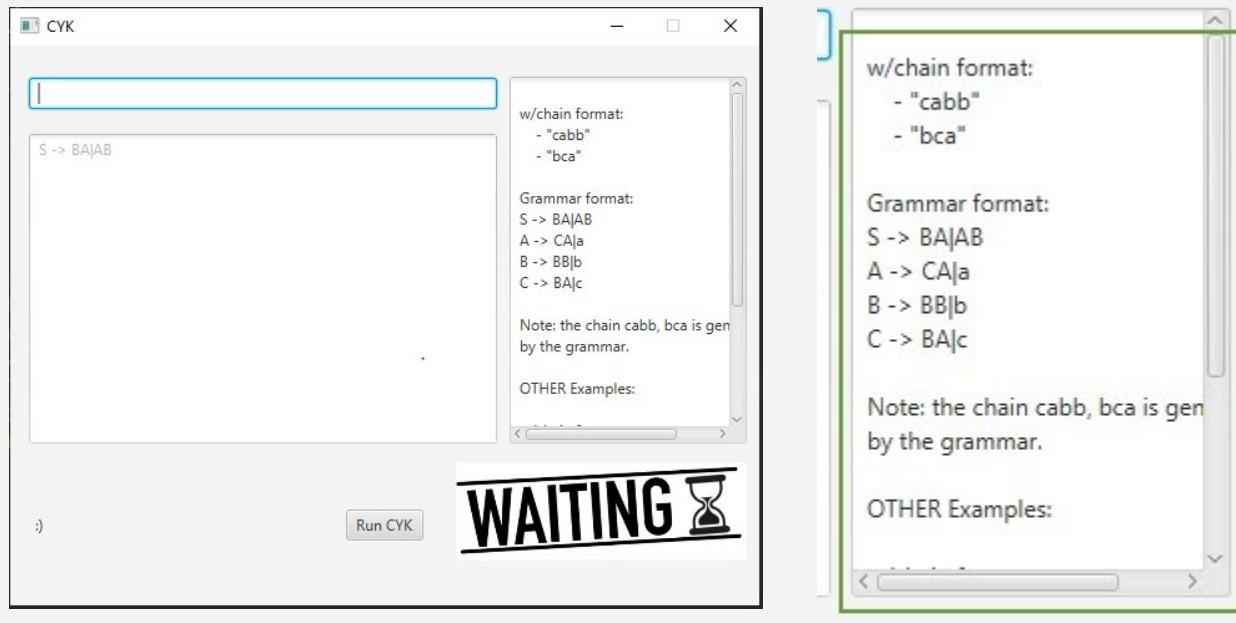 CYK
S -> BA|AB
w/chain format:
- "cabb"
- "bca"
Grammar format:
S -> BA|AB
A -> CA|a
B -> BB|b
C -> BA|c
Note: the chain cabb, bca is gen
by the grammar.
OTHER Examples:
:)
Run CYK
WAITING
w/chain format:
- "cabb"
- "bca"
Grammar format:
S -> BA|AB
A -> CA|a
B -> BB|b
C -> BA|c
Note: the chain cabb, bca is gen
by the grammar.
OTHER Examples: